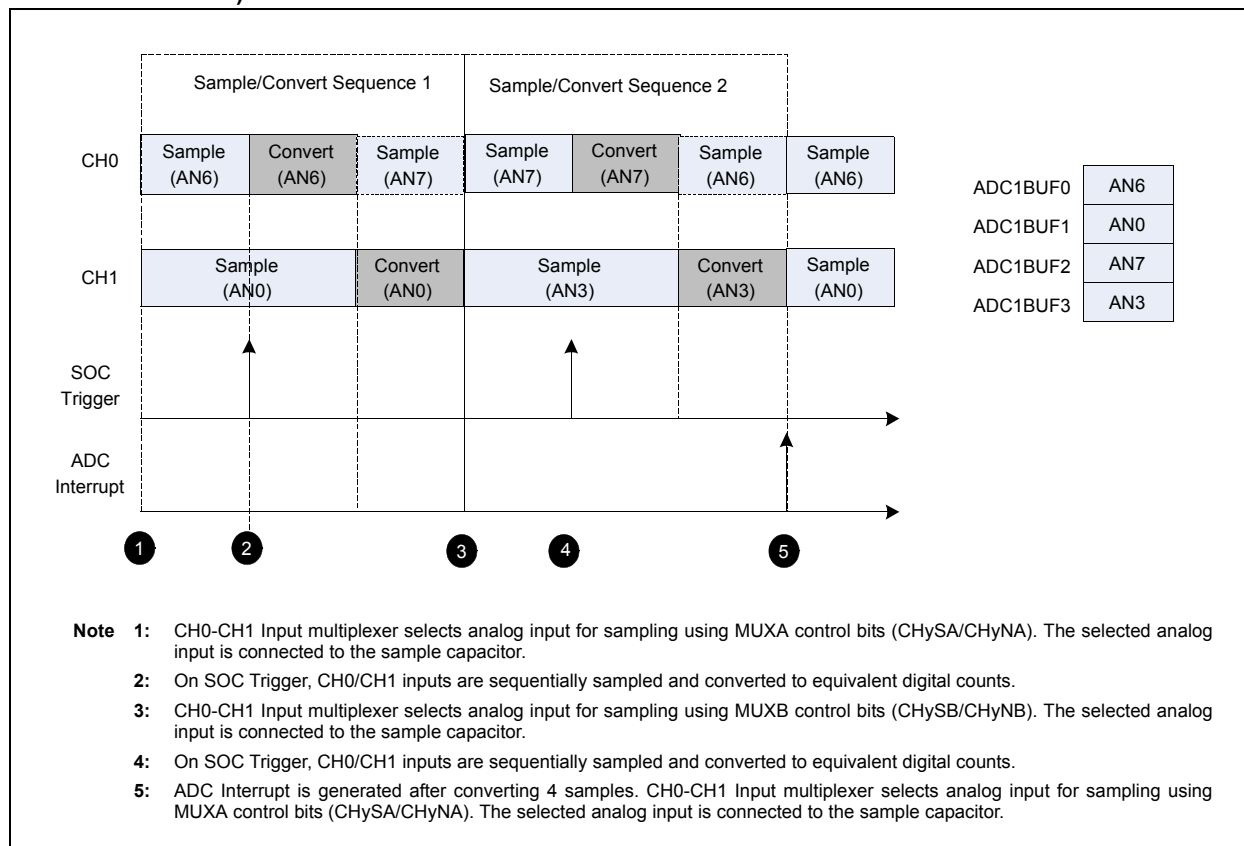 Sample/Convert Sequence 1
Sample/Convert Sequence 2
CH0
Sample
(AN6)
Convert
(AN6)
Sample
(AN7)
Sample
(AN7)
Convert
(AN7)
Sample
(AN6)
Sample
(AN6)
CH1
Sample
(AN0)
Convert
(AN0)
Sample
(AN3)
Convert
(AN3)
Sample
(AN0)
ADC1BUF0 AN6
ADC1BUF1 AN0
ADC1BUF2 AN7
ADC1BUF3 AN3
SOC
Trigger
ADC
Interrupt
1
2
3
4
5
Note 1: CH0-CH1 Input multiplexer selects analog input for sampling using MUXA control bits (CHySA/CHyNA). The selected analog
input is connected to the sample capacitor.
2: On SOC Trigger, CH0/CH1 inputs are sequentially sampled and converted to equivalent digital counts.
3: CH0-CH1 Input multiplexer selects analog input for sampling using MUXB control bits (CHySB/CHyNB). The selected analog
input is connected to the sample capacitor.
4: On SOC Trigger, CH0/CH1 inputs are sequentially sampled and converted to equivalent digital counts.
5: ADC Interrupt is generated after converting 4 samples. CH0-CH1 Input multiplexer selects analog input for sampling using
MUXA control bits (CHySA/CHyNA). The selected analog input is connected to the sample capacitor.